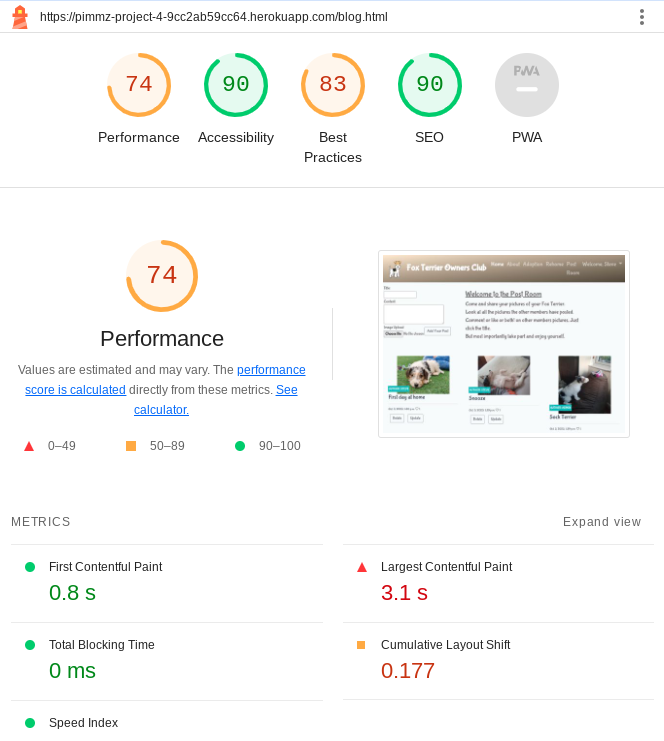 https://pimmz-project-4-9cc2ab59cc64.herokuapp.com/blog.html
74
90
83
90
PWA
Performance
Accessibility
Best
Practices
SEO
PWA
74
Performance
Values are estimated and may vary. The performance
score is calculated directly from these metrics. See
calculator.
0–49
50–89
90–100
Fox Terrier Owners Club
Home About Adoption Rehome Post Room Welcome,
Title
Content
Welcome to the Post Room
Come and share your pictures of your Fox Terrier.
Look at all the pictures the other members have posted.
Comment or like or both! on other members pictures. Just
click the title.
But most importantly take part and enjoy yourself.
First day at home
Snooze
Sock Terrier
METRICS
Expand view
First Contentful Paint
0.8 s
Largest Contentful Paint
3.1 s
Total Blocking Time
0 ms
Cumulative Layout Shift
0.177
Speed Index